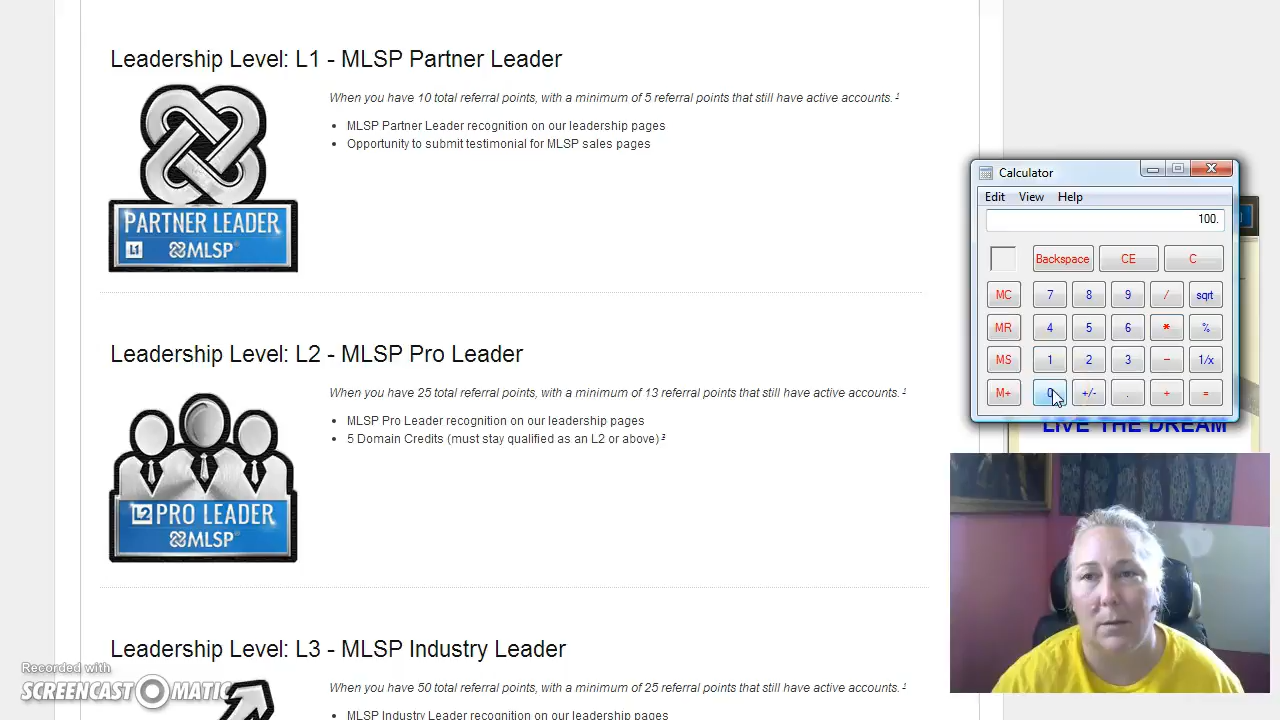 Leadership Level: L1 - MLSP Partner Leader
When you have 10 total referral points, with a minimum of 5 referral points that still have active accounts. 1
MLSP Partner Leader recognition on our leadership pages
Opportunity to submit testimonial for MLSP sales pages
PARTNER LEADER
L1 MLSP
Leadership Level: L2 - MLSP Pro Leader
When you have 25 total referral points, with a minimum of 13 referral points that still have active accounts. 1
MLSP Pro Leader recognition on our leadership pages
5 Domain Credits (must stay qualified as an L2 or above) 2
L2 PRO LEADER
MLSP
Leadership Level: L3 - MLSP Industry Leader
When you have 50 total referral points, with a minimum of 25 referral points that still have active accounts. 1
MLSP Industry Leader recognition on our leadership pages
Calculator
Edit View Help
100.
Backspace CE C
MC 7 8 9 / sqrt
MR 4 5 6 * %
MS 1 2 3 - 1/x
M+ 0 +/- . + =
LIVE THE DREAM
Recorded with
SCREENCAST MATIC